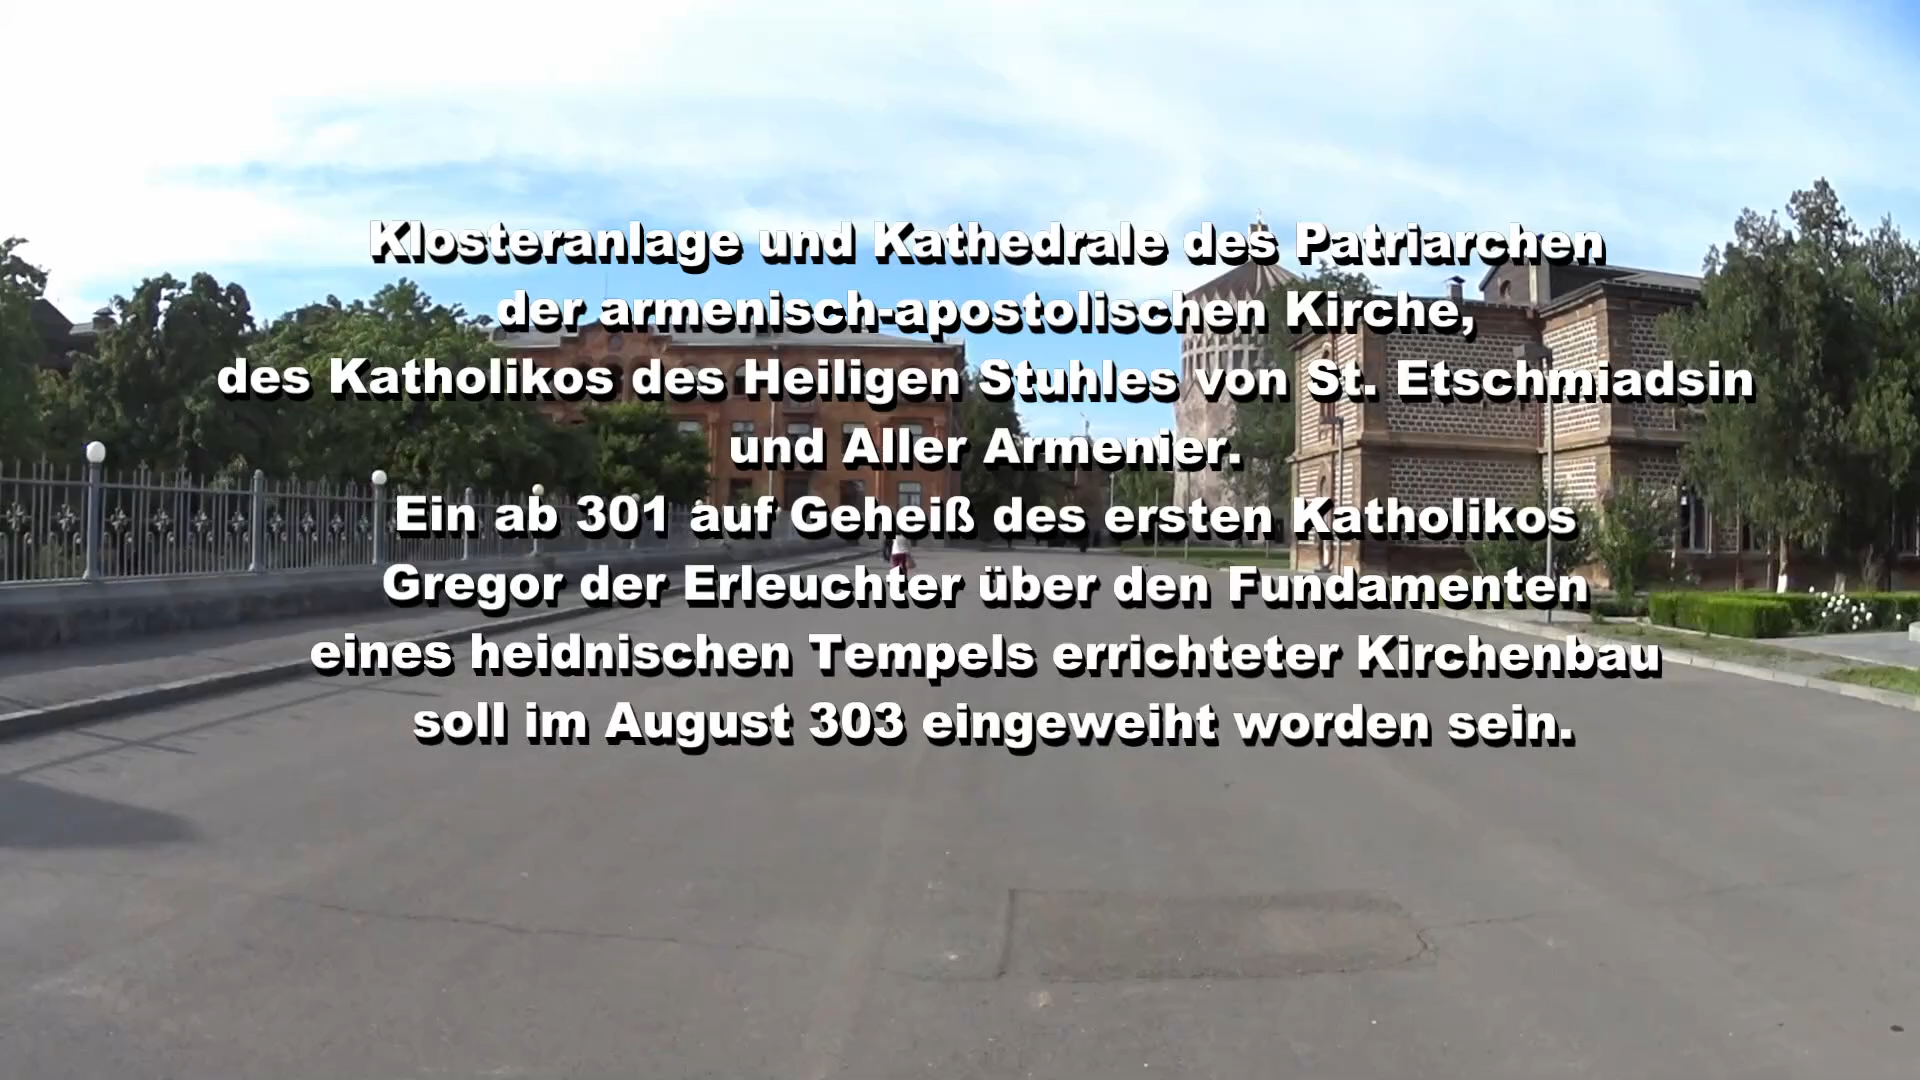 Klosteranlage und Kathedrale des Patriarchen
der armenisch-apostolischen Kirche,
des Katholikos des Heiligen Stuhles von St. Etschmiadsin
und Aller Armenier.
Ein ab 301 auf Geheiß des ersten Katholikos
Gregor der Erleuchter über den Fundamenten
eines heidnischen Tempels errichteter Kirchenbau
soll im August 303 eingeweiht worden sein.